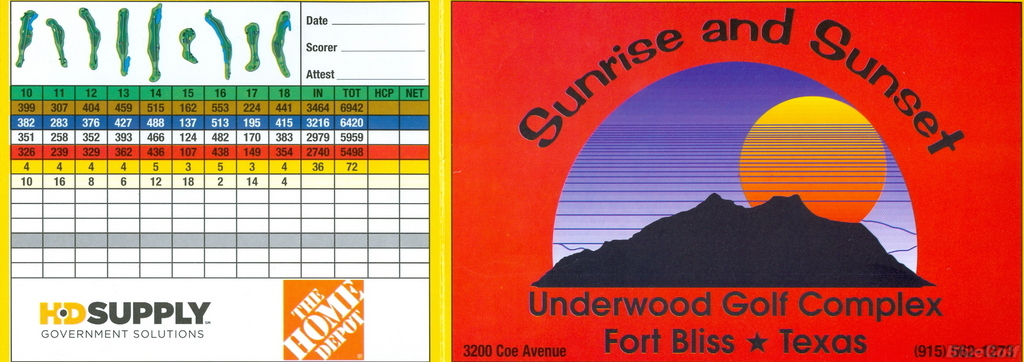 Date
Scorer
Attest
10 11 12 13 14 15 16 17 18 IN TOT HCP NET
399 307 404 459 515 162 553 224 441 3464 6942
382 283 376 427 488 137 513 195 415 3216 6420
351 258 352 393 466 124 482 170 383 2979 5959
326 239 329 362 436 107 438 149 354 2740 5498
4 4 4 4 5 3 5 3 4 36 72
10 16 8 6 12 18 2 14 4
HD SUPPLY
GOVERNMENT SOLUTIONS
THE
HOME
DEPOT
Sunrise and Sunset
Underwood Golf Complex
Fort Bliss ★ Texas
3200 Coe Avenue
(915)